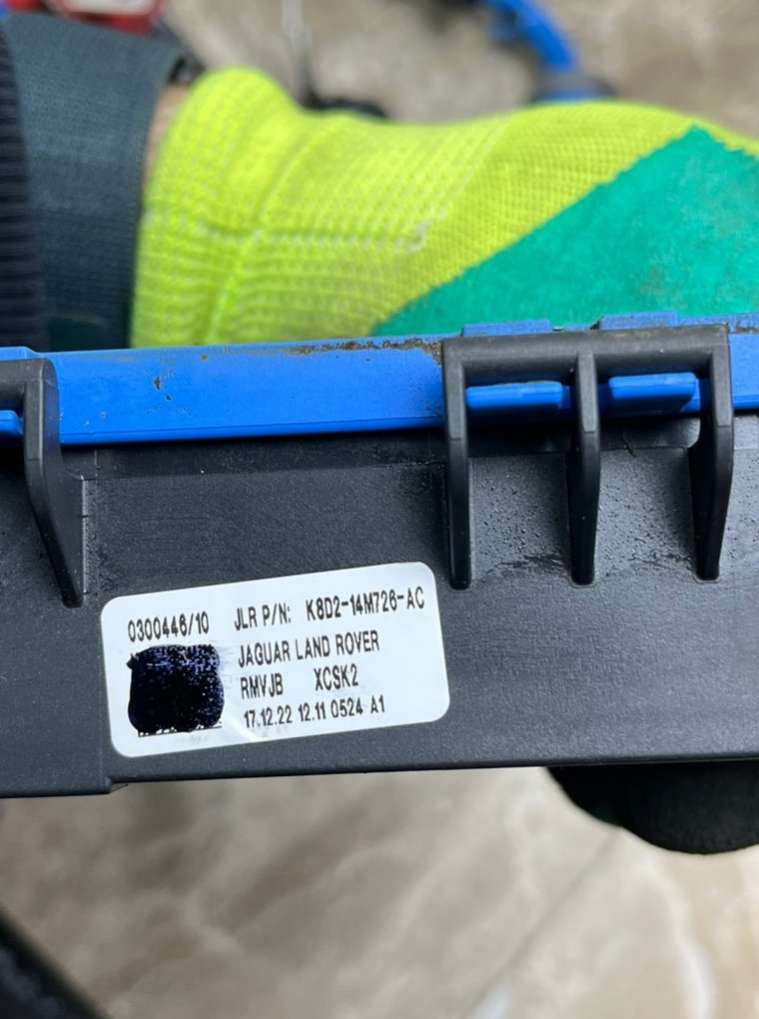 0300446/10 JLR P/N: K8D2-14M726-AC
JAGUAR LAND ROVER
RMVJB XCSK2
17.12.22 12.11 0524 A1